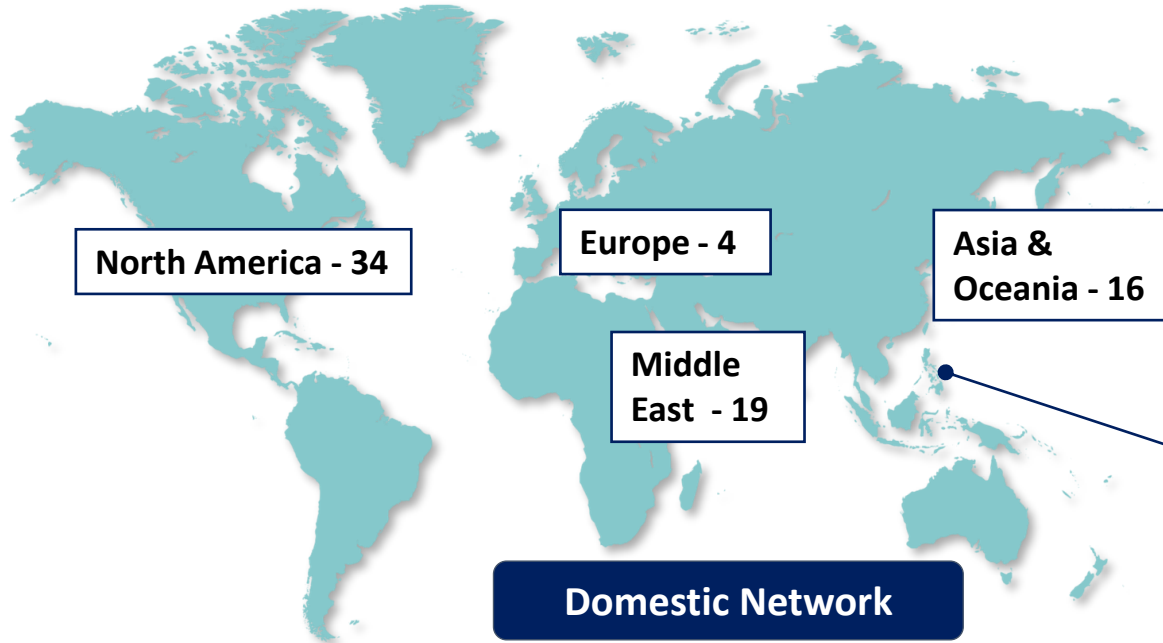 North America - 34
Europe - 4
Asia &
Oceania - 16
Middle
East - 19
Domestic Network